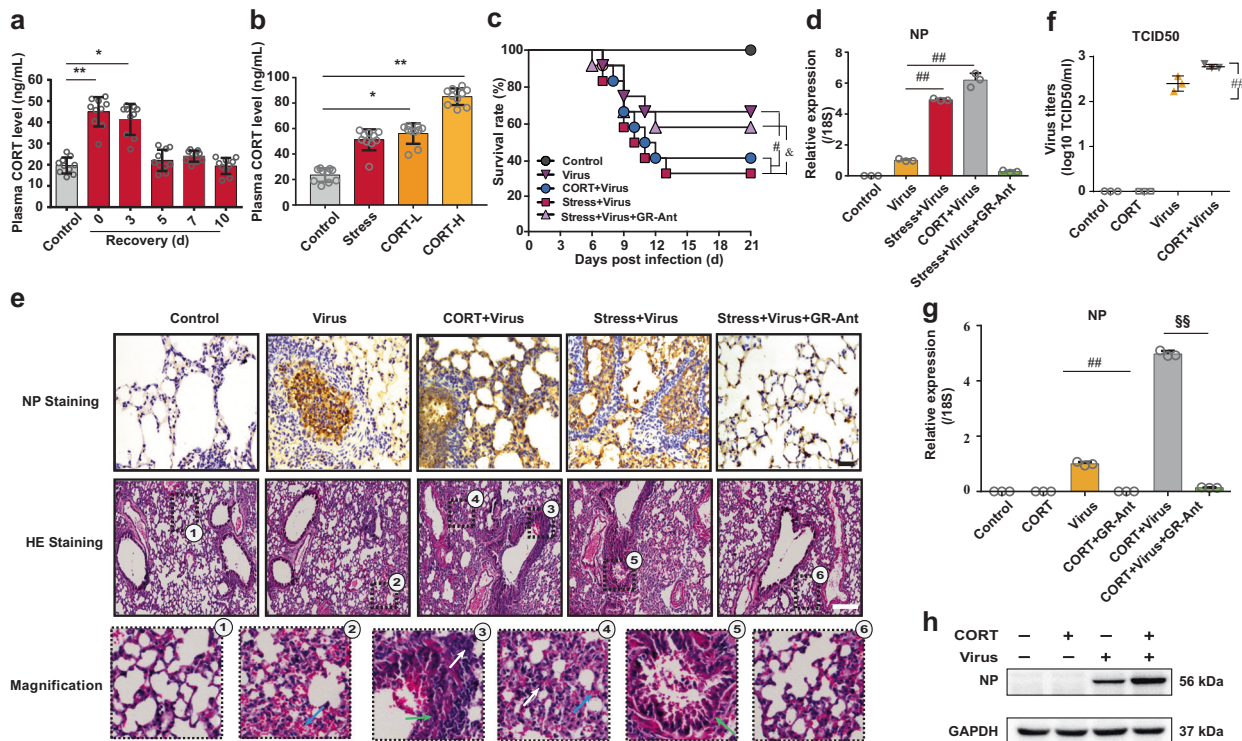 a
Plasma CORT level (ng/mL)
60
50
40
30
20
10
0
*
**
Control
0
3
5
7
10
Recovery (d)
b
Plasma CORT level (ng/mL)
100
80
60
40
20
0
**
*
Control
Stress
CORT-L
CORT-H
c
Survival rate (%)
100
80
60
40
20
0
0
3
6
9
12
15
18
21
Days post infection (d)
Control
Virus
CORT+Virus
Stress+Virus
Stress+Virus+GR-Ant
#
&
d
NP
Relative expression
(/18S)
8
6
4
2
0
##
##
Control
Virus
Stress+Virus
CORT+Virus
Stress+Virus+GR-Ant
f
TCID50
Virus titers
(log10 TCID50/ml)
3
2
1
0
##
Control
CORT
Virus
CORT+Virus
e
Control
Virus
CORT+Virus
Stress+Virus
Stress+Virus+GR-Ant
NP Staining
HE Staining
1
2
4
3
5
6
Magnification
1
2
3
4
5
6
g
NP
Relative expression
(/18S)
6
4
2
0
##
§§
Control
CORT
Virus
CORT+GR-Ant
CORT+Virus
CORT+Virus+GR-Ant
h
CORT – + – +
Virus – – + +
NP 56 kDa
GAPDH 37 kDa